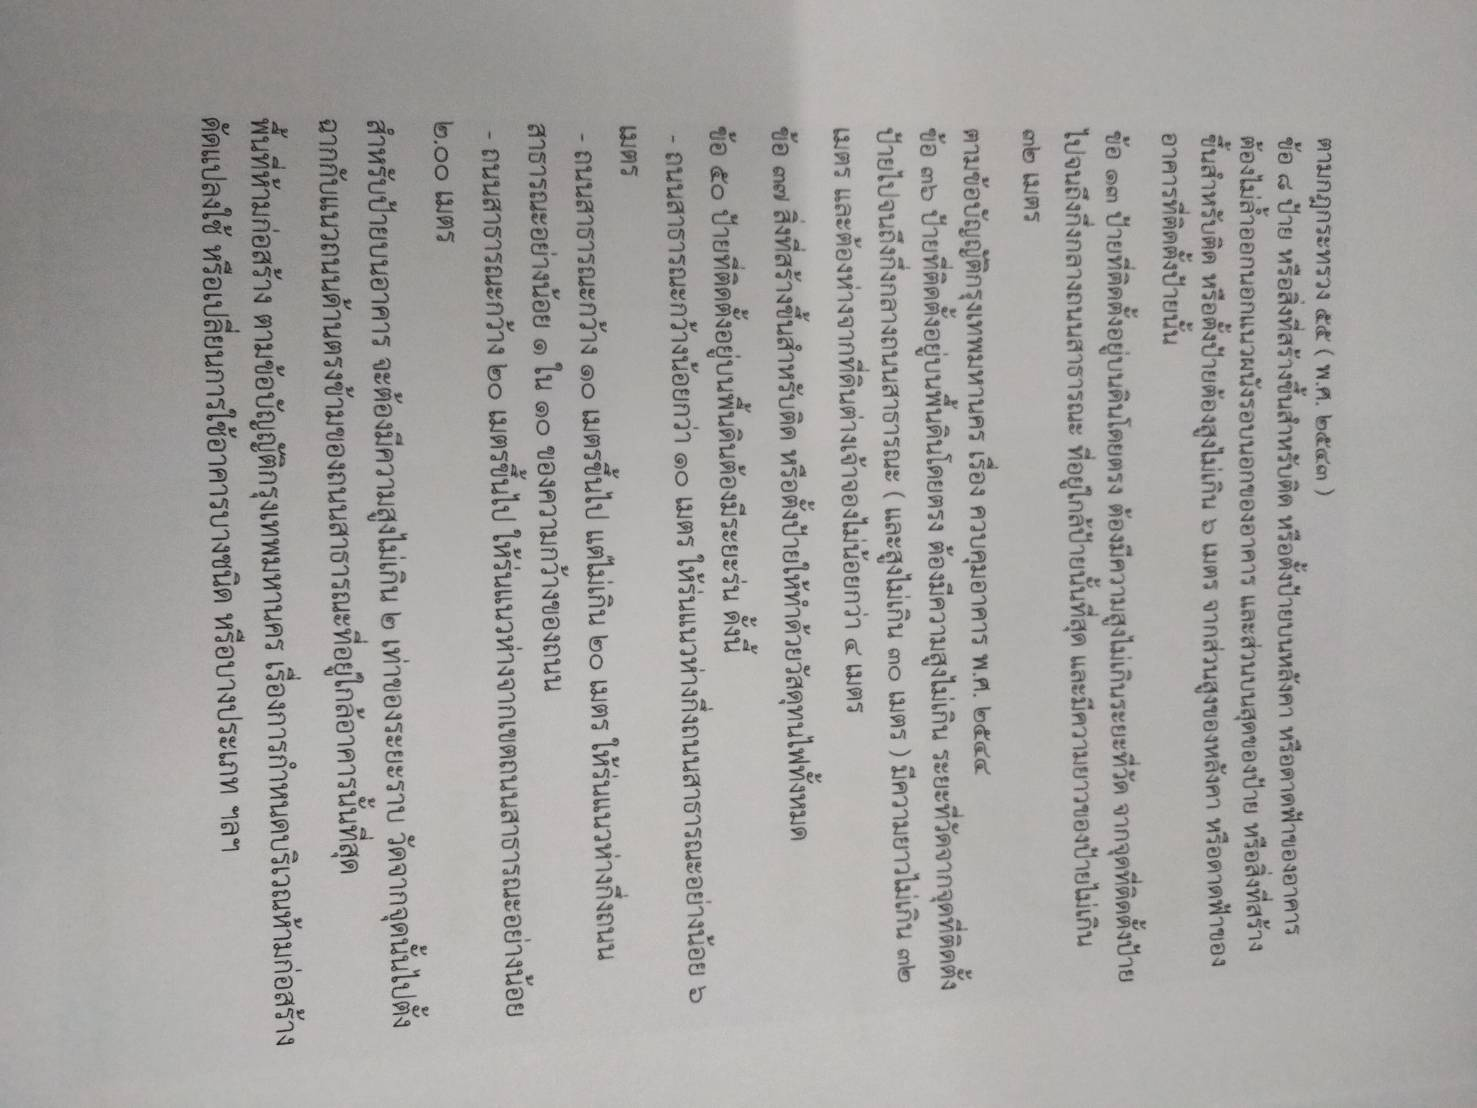 ตามกฎกระทรวง ๕๕ ( พ.ศ. ๒๕๔๓ )
ข้อ ๘ ป้าย หรือสิ่งที่สร้างขึ้นสำหรับติด หรือตั้งป้ายบนหลังคา หรือดาดฟ้าของอาคาร
ต้องไม่ล้ำออกนอกแนวผนังรอบนอกของอาคาร และส่วนบนสุดของป้าย หรือสิ่งที่สร้าง
ขึ้นสำหรับติด หรือตั้งป้ายต้องสูงไม่เกิน ๖ เมตร จากส่วนสูงของหลังคา หรือดาดฟ้าของ
อาคารที่ติดตั้งป้ายนั้น
ข้อ ๑๓ ป้ายที่ติดตั้งอยู่บนดินโดยตรง ต้องมีความสูงไม่เกินระยะที่วัด จากจุดที่ติดตั้งป้าย
ไปจนถึงกึ่งกลางถนนสาธารณะ ที่อยู่ใกล้ป้ายนั้นที่สุด และมีความยาวของป้ายไม่เกิน
๓๒ เมตร
ตามข้อบัญญัติกรุงเทพมหานคร เรื่อง ควบคุมอาคาร พ.ศ. ๒๕๔๔
ข้อ ๓๖ ป้ายที่ติดตั้งอยู่บนพื้นดินโดยตรง ต้องมีความสูงไม่เกิน ระยะที่วัดจากจุดที่ติดตั้ง
ป้ายไปจนถึงกึ่งกลางถนนสาธารณะ ( และสูงไม่เกิน ๓๐ เมตร ) มีความยาวไม่เกิน ๓๒
เมตร และต้องห่างจากที่ดินต่างเจ้าของไม่น้อยกว่า ๔ เมตร
ข้อ ๓๗ สิ่งที่สร้างขึ้นสำหรับติด หรือตั้งป้ายให้ทำด้วยวัสดุทนไฟทั้งหมด
ข้อ ๕๐ ป้ายที่ติดตั้งอยู่บนพื้นดินต้องมีระยะร่น ดั้งนี้
- ถนนสาธารณะกว้างน้อยกว่า ๑๐ เมตร ให้ร่นแนวห่างกึ่งถนนสาธารณะอย่างน้อย ๖
เมตร
- ถนนสาธารณะกว้าง ๑๐ เมตรขึ้นไป แต่ไม่เกิน ๒๐ เมตร ให้ร่นแนวห่างกึ่งถนน
สาธารณะอย่างน้อย ๑ ใน ๑๐ ของความกว้างของถนน
- ถนนสาธารณะกว้าง ๒๐ เมตรขึ้นไป ให้ร่นแนวห่างจากเขตถนนสาธารณะอย่างน้อย
๒.๐๐ เมตร
สำหรับป้ายบนอาคาร จะต้องมีความสูงไม่เกิน ๒ เท่าของระยะราบ วัดจากจุดนั้นไปตั้ง
ฉากกับแนวถนนด้านตรงข้ามของถนนสาธารณะที่อยู่ใกล้อาคารนั้นที่สุด
พื้นที่ห้ามก่อสร้าง ตามข้อบัญญัติกรุงเทพมหานคร เรื่องการกำหนดบริเวณห้ามก่อสร้าง
ดัดแปลงใช้ หรือเปลี่ยนการใช้อาคารบางชนิด หรือบางประเภท ฯลฯ